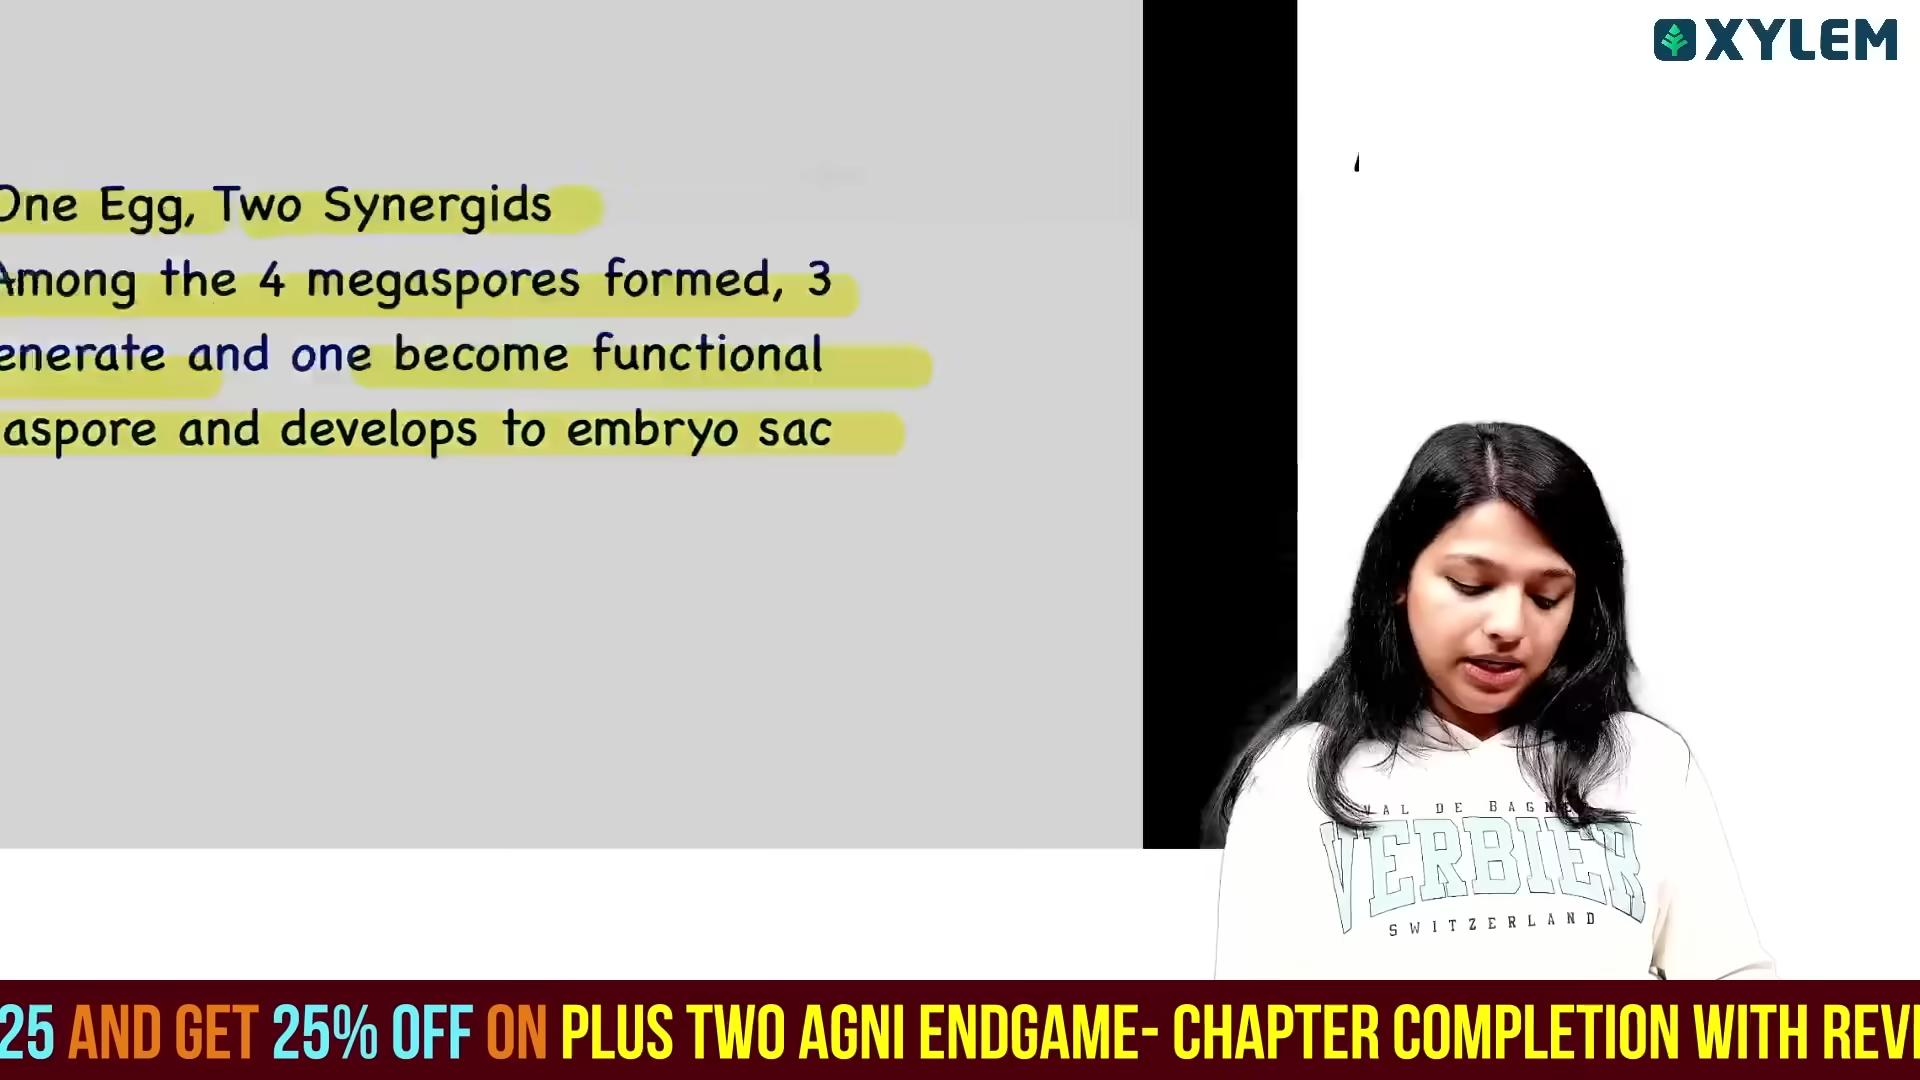 XYLEM
One Egg, Two Synergids
Among the 4 megaspores formed, 3
enerate and one become functional
aspore and develops to embryo sac
VAL DE BAGNES
VERBIER
SWITZERLAND
25 AND GET 25% OFF ON PLUS TWO AGNI ENDGAME- CHAPTER COMPLETION WITH REVI